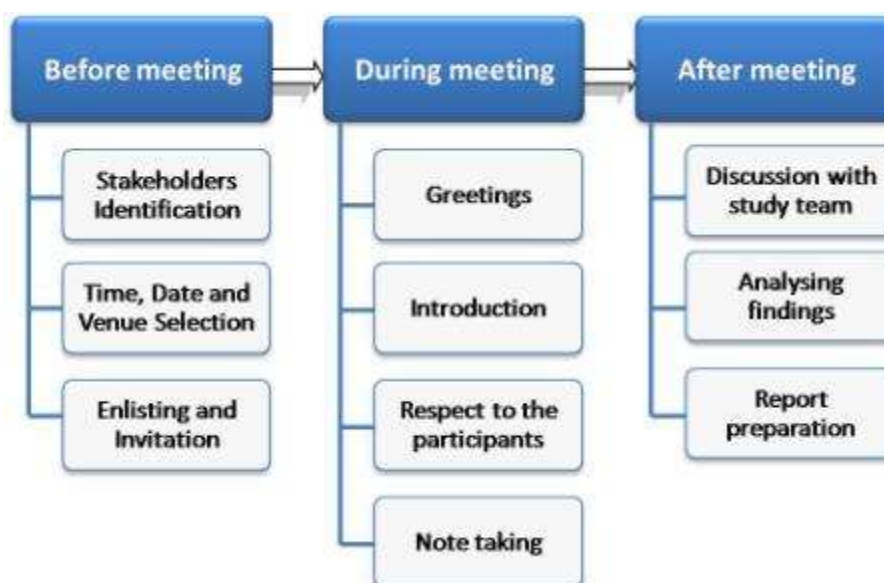 Before meeting
Stakeholders
Identification
Time, Date and
Venue Selection
Enlisting and
Invitation
During meeting
Greetings
Introduction
Respect to the
participants
Note taking
After meeting
Discussion with
study team
Analysing
findings
Report
preparation